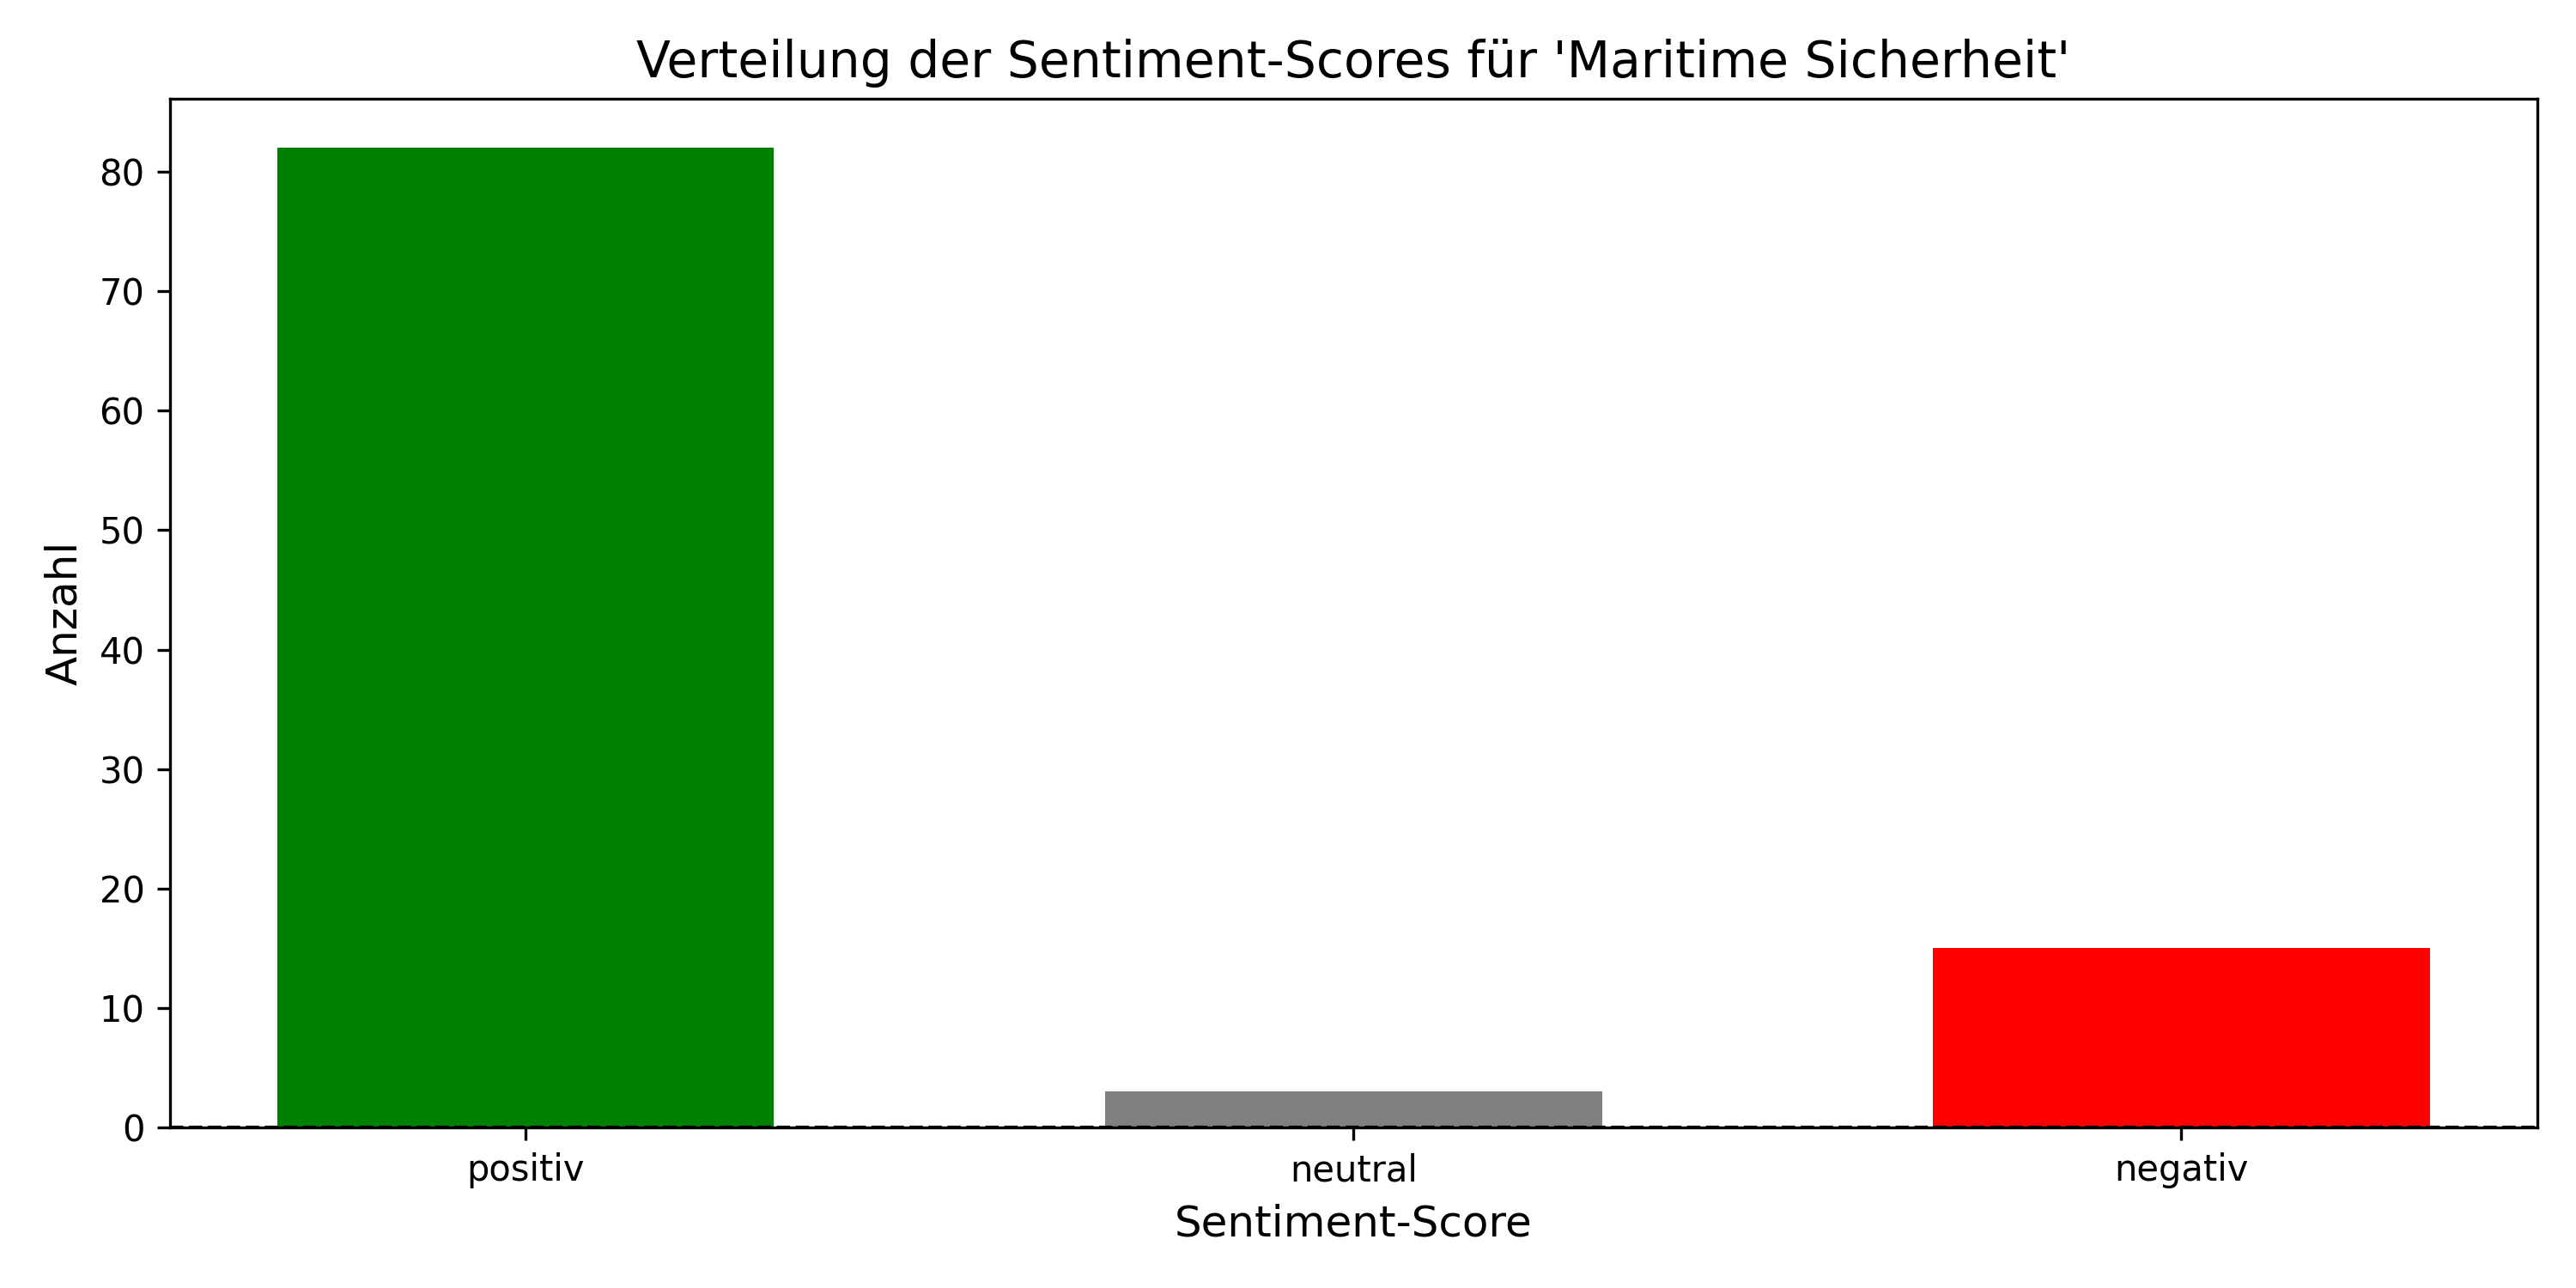 Verteilung der Sentiment-Scores für 'Maritime Sicherheit'
Anzahl
80
70
60
50
40
30
20
10
0
positiv neutral negativ
Sentiment-Score